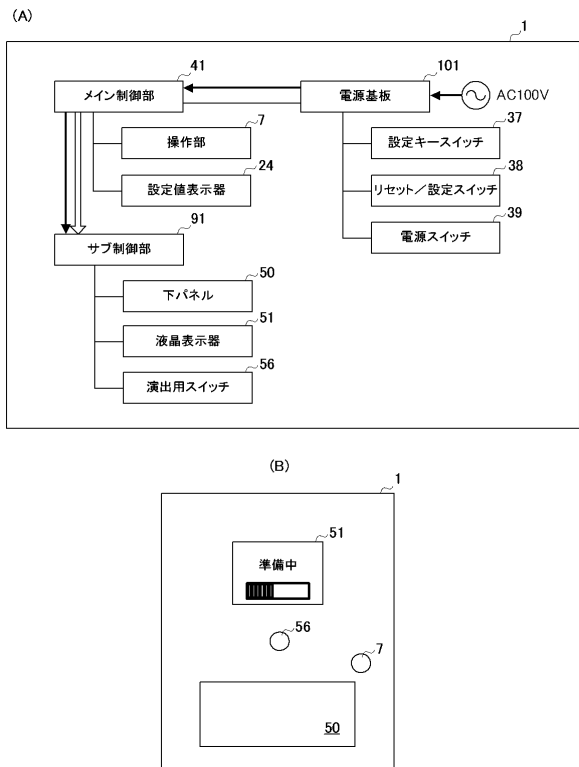 (A)
1
41
メイン制御部
101
電源基板
AC100V
7
操作部
37
設定キースイッチ
24
設定値表示器
38
リセット／設定スイッチ
91
サブ制御部
39
電源スイッチ
50
下パネル
51
液晶表示器
56
演出用スイッチ
(B)
1
51
準備中
56
7
50